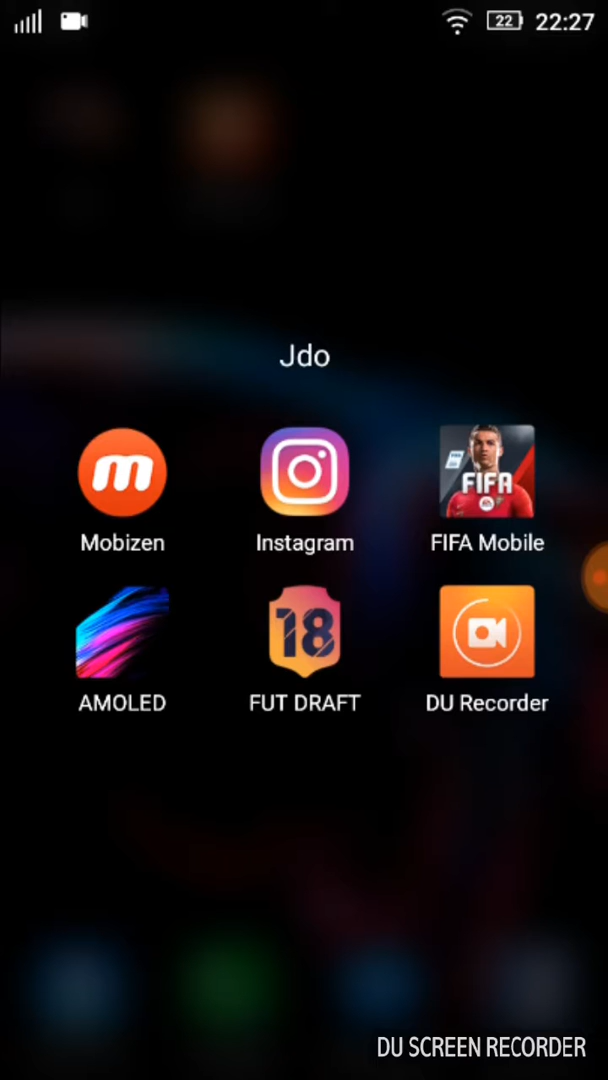 22 22:27
Jdo
m
FIFA
Mobizen Instagram FIFA Mobile
18
AMOLED FUT DRAFT DU Recorder
DU SCREEN RECORDER